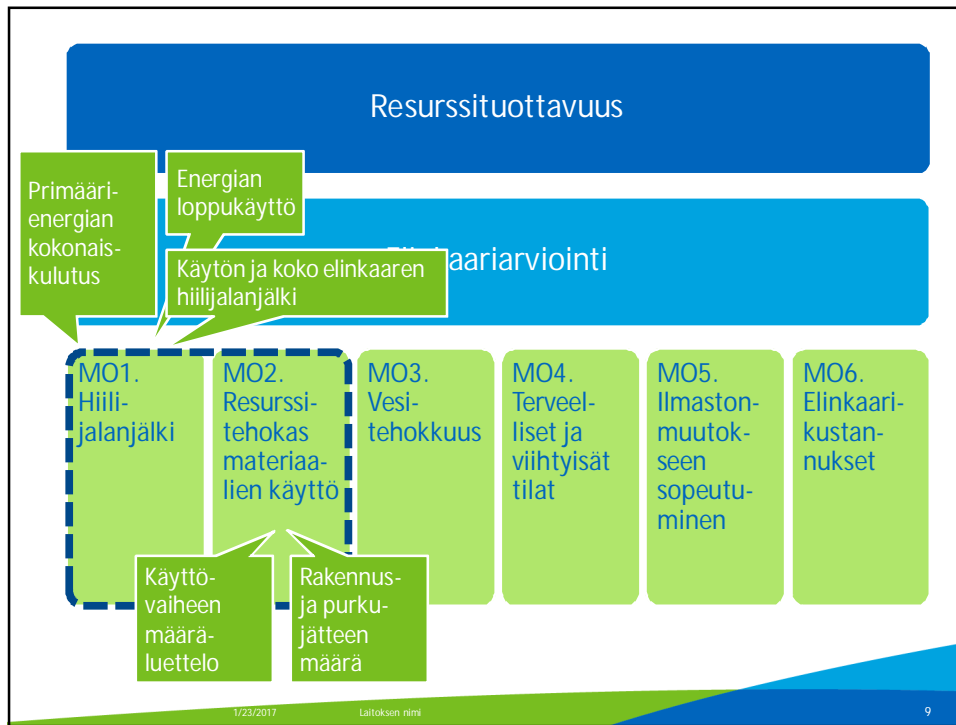 Resurssituottavuus
Primääri-
energian
kokonais-
kulutus
Energian
loppukäyttö
Käytön ja koko elinkaaren
hiilijalanjälki
aariarviointi
MO1.
Hiili-
jalanjälki
MO2.
Resurssi-
tehokas
materiaa-
lien käyttö
MO3.
Vesi-
tehokkuus
MO4.
Terveel-
liset ja
viihtyisät
tilat
MO5.
Ilmaston-
muutok-
seen
sopeutu-
minen
MO6.
Elinkaari-
kustan-
nukset
Käyttö-
vaiheen
määrä-
luettelo
Rakennus-
ja purku-
jätteen
määrä
1/23/2017
Laitoksen nimi
9